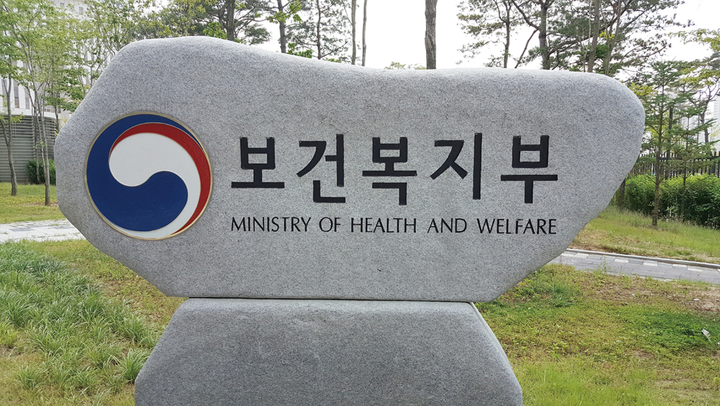 보건복지부
MINISTRY OF HEALTH AND WELFARE